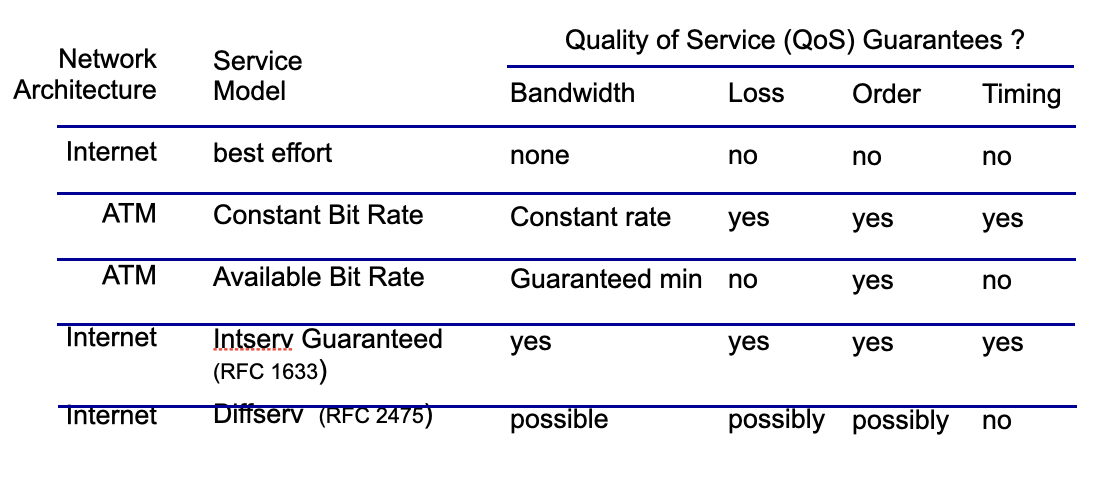 Quality of Service (QoS) Guarantees ?
Network Architecture Service Model Bandwidth Loss Order Timing
Internet best effort none no no no
ATM Constant Bit Rate Constant rate yes yes yes
ATM Available Bit Rate Guaranteed min no yes no
Internet Intserv Guaranteed (RFC 1633) yes yes yes yes
Internet Diffserv (RFC 2475) possible possibly possibly no